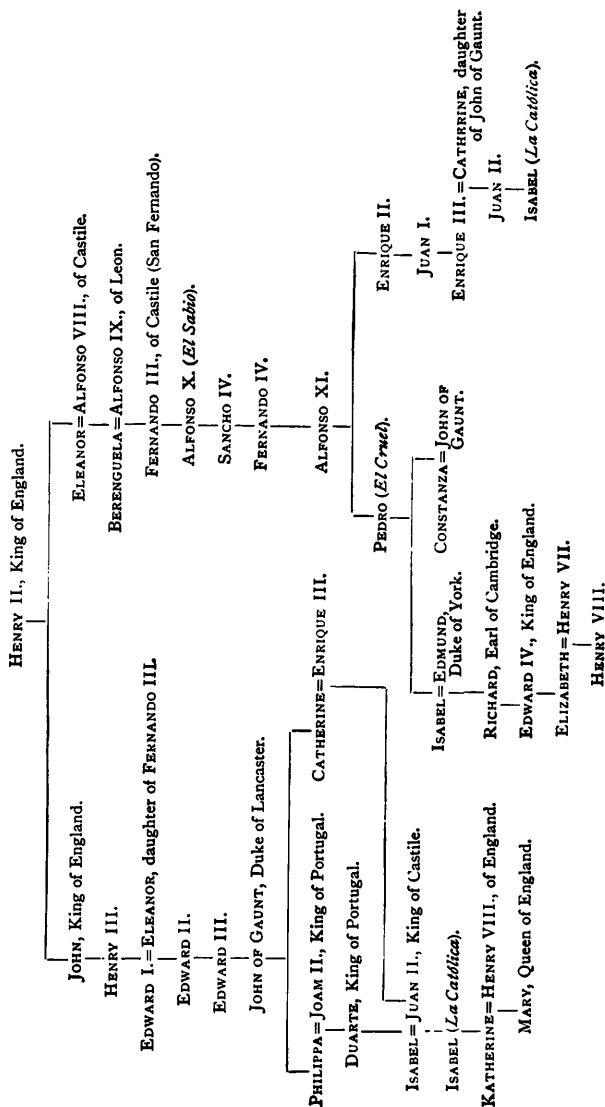 HENRY II., King of England.
JOHN, King of England.
HENRY III.
EDWARD I.=ELEANOR, daughter of FERNANDO III.
EDWARD II.
EDWARD III.
JOHN OF GAUNT, Duke of Lancaster.
PHILIPPA=JOAM II., King of Portugal.
CATHERINE=ENRIQUE III.
DUARTE, King of Portugal.
ISABEL=JUAN II., King of Castile.
ISABEL (La Católica).
KATHERINE=HENRY VIII., of England.
MARY, Queen of England.
ELEANOR=ALFONSO VIII., of Castile.
BERENGUELA=ALFONSO IX., of Leon.
FERNANDO III., of Castile (San Fernando).
ALFONSO X. (El Sabio).
SANCHO IV.
FERNANDO IV.
ALFONSO XI.
PEDRO (El Cruel).
ENRIQUE II.
ISABEL=EDMUND,
Duke of York.
CONSTANZA=JOHN OF
GAUNT.
RICHARD, Earl of Cambridge.
EDWARD IV., King of England.
ELIZABETH=HENRY VII.
HENRY VIII.
JUAN I.
ENRIQUE III.=CATHERINE, daughter
of John of Gaunt.
JUAN II.
ISABEL (La Católica).